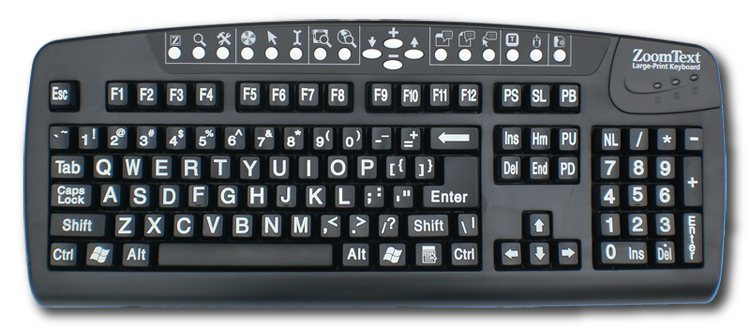 ZoomText
Large-Print Keyboard
Esc F1 F2 F3 F4 F5 F6 F7 F8 F9 F10 F11 F12 PS SL PB
`~ 1! 2@ 3# 4$ 5% 6^ 7& 8* 9( 0) -_ =+ Ins Hm PU NL / * -
Tab Q W E R T Y U I O P [{ ]} Del End PD 7 8 9 +
Caps Lock A S D F G H J K L ;: '" Enter 4 5 6
Shift Z X C V B N M ,< .> /? Shift \| 1 2 3 Enter
Ctrl Alt Alt Ctrl 0 Ins Del